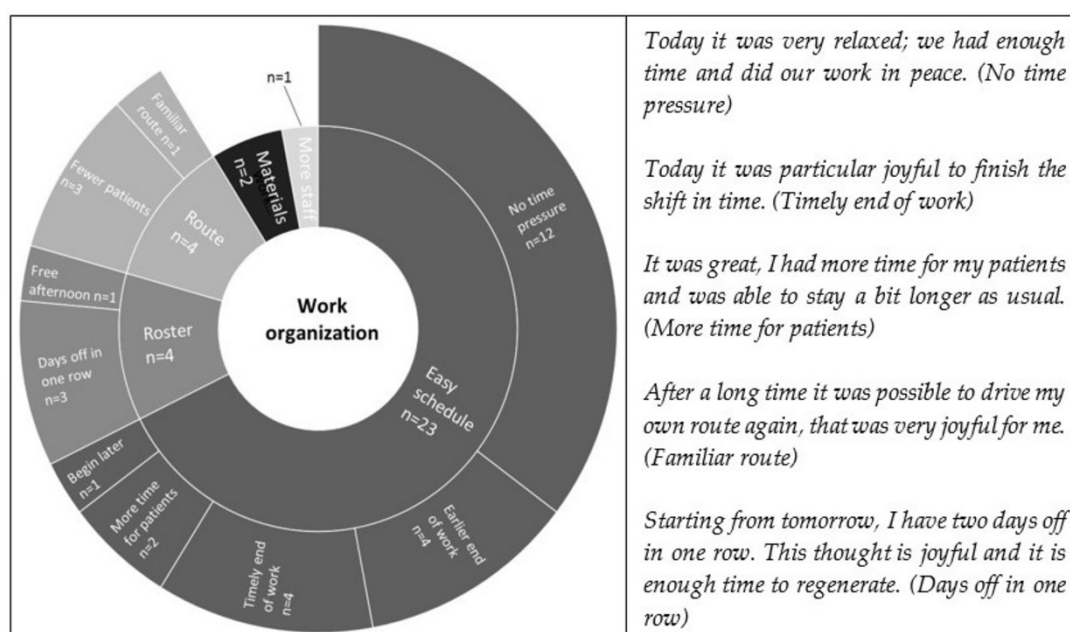 n=1
More staff
Materials
n=2
Familiar
route n=1
Fewer patients
n=3
Route
n=4
Free
afternoon n=1
Roster
n=4
Days off in
one row
n=3
Work
organization
No time
pressure
n=12
Easy
schedule
n=23
Begin later
n=1
More time
for patients
n=2
Timely end
of work
n=4
Earlier end
of work
n=4
Today it was very relaxed; we had enough
time and did our work in peace. (No time
pressure)
Today it was particular joyful to finish the
shift in time. (Timely end of work)
It was great, I had more time for my patients
and was able to stay a bit longer as usual.
(More time for patients)
After a long time it was possible to drive my
own route again, that was very joyful for me.
(Familiar route)
Starting from tomorrow, I have two days off
in one row. This thought is joyful and it is
enough time to regenerate. (Days off in one
row)